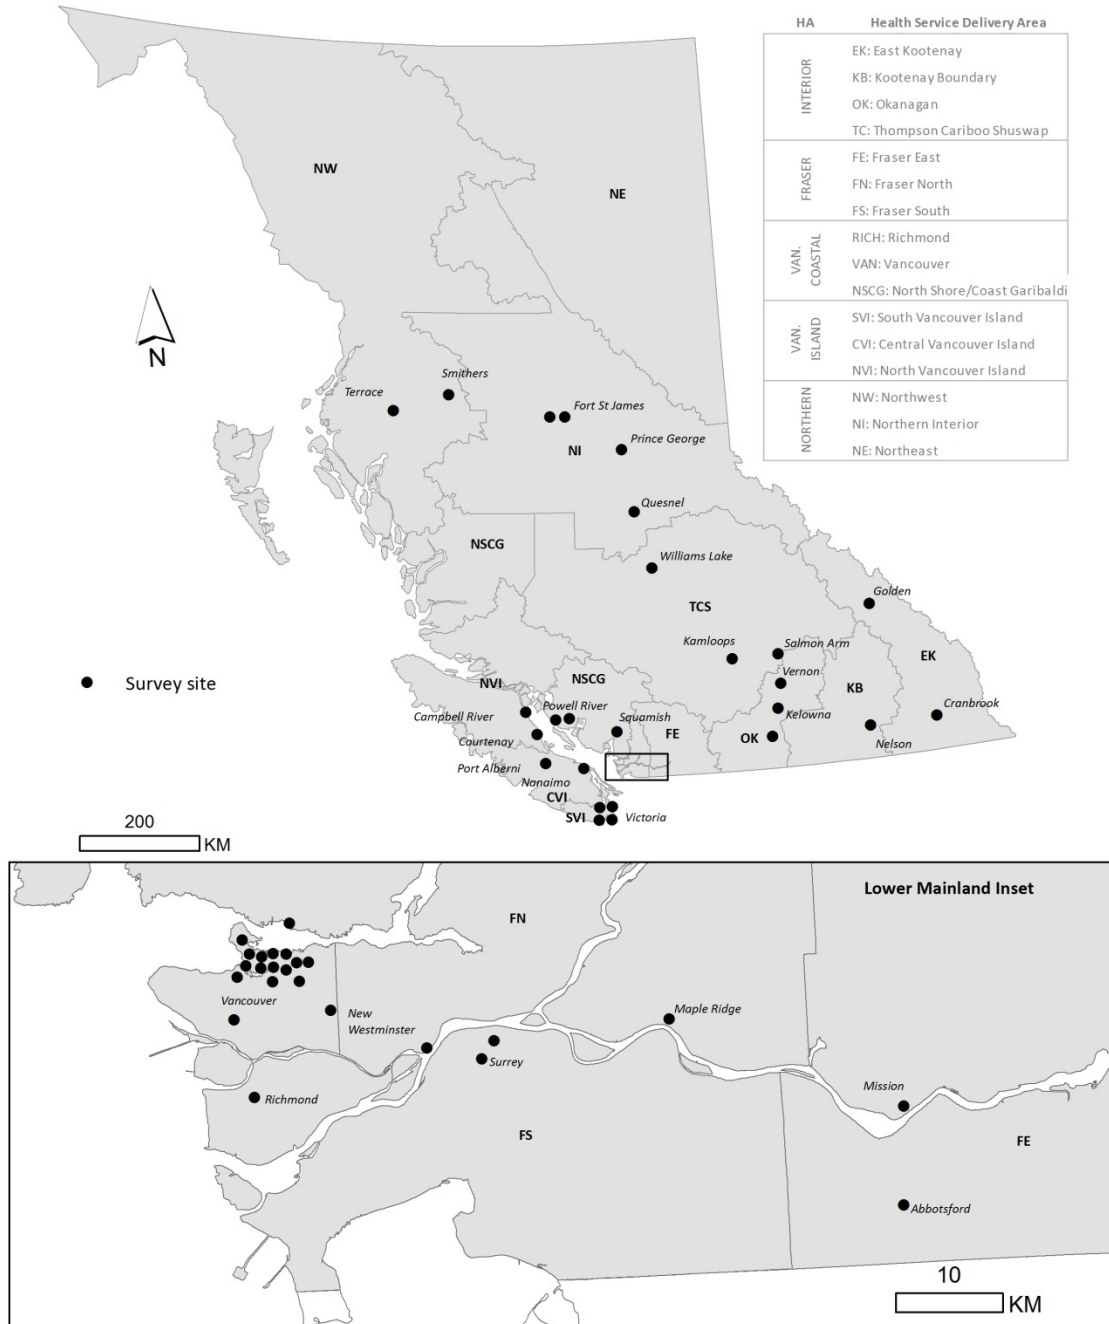 HA Health Service Delivery Area
INTERIOR
EK: East Kootenay
KB: Kootenay Boundary
OK: Okanagan
TC: Thompson Cariboo Shuswap
FRASER
FE: Fraser East
FN: Fraser North
FS: Fraser South
VAN.
COASTAL
RICH: Richmond
VAN: Vancouver
NSCG: North Shore/Coast Garibaldi
VAN.
ISLAND
SVI: South Vancouver Island
CVI: Central Vancouver Island
NVI: North Vancouver Island
NORTHERN
NW: Northwest
NI: Northern Interior
NE: Northeast
NW
NE
N
Smithers
Terrace
Fort St James
Prince George
NI
Quesnel
NSCG
Williams Lake
Golden
TCS
Kamloops
Salmon Arm
EK
Vernon
Survey site
NVI
NSCG
KB
Campbell River
Powell River
Squamish
Kelowna
Cranbrook
Courtenay
FE
OK
Nelson
Port Alberni
Nanaimo
CVI
SVI
Victoria
200
KM
Lower Mainland Inset
FN
Vancouver
New
Westminster
Maple Ridge
Surrey
Mission
Richmond
FS
FE
Abbotsford
10
KM